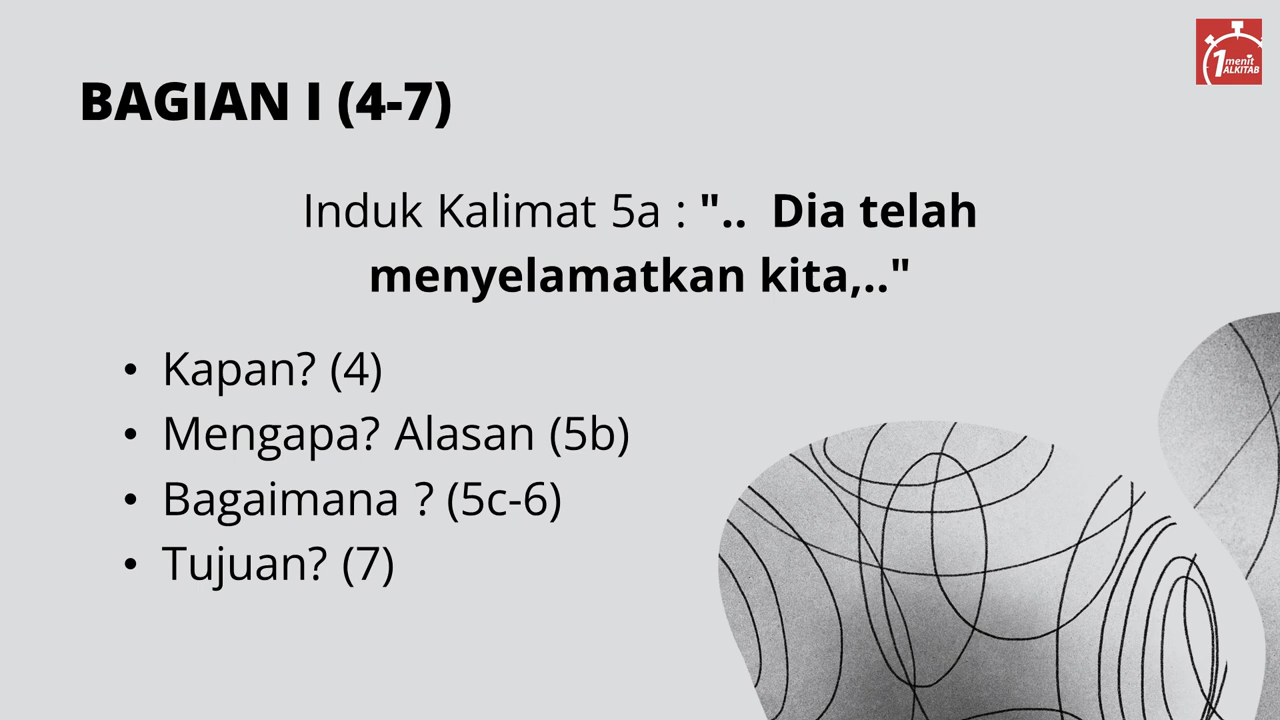 1 menit
ALKITAB
BAGIAN I (4-7)
Induk Kalimat 5a : ".. Dia telah
menyelamatkan kita,.."
• Kapan? (4)
• Mengapa? Alasan (5b)
• Bagaimana ? (5c-6)
• Tujuan? (7)